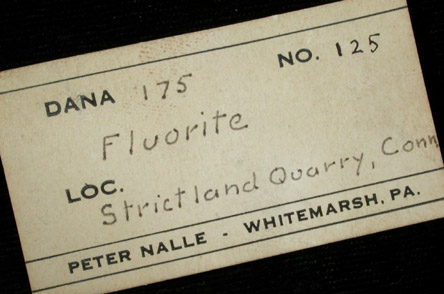 DANA 175 NO. 125
Fluorite
LOC. Strictland Quarry, Conn
PETER NALLE - WHITEMARSH, PA.